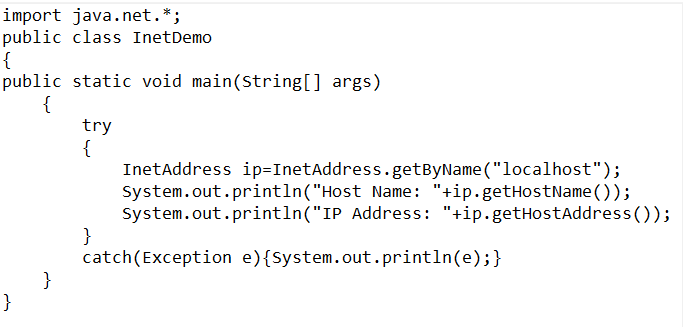 import java.net.*;
public class InetDemo
{
public static void main(String[] args)
    {
        try
        {
            InetAddress ip=InetAddress.getByName("localhost");
            System.out.println("Host Name: "+ip.getHostName());
            System.out.println("IP Address: "+ip.getHostAddress());
        }
        catch(Exception e){System.out.println(e);}
    }
}